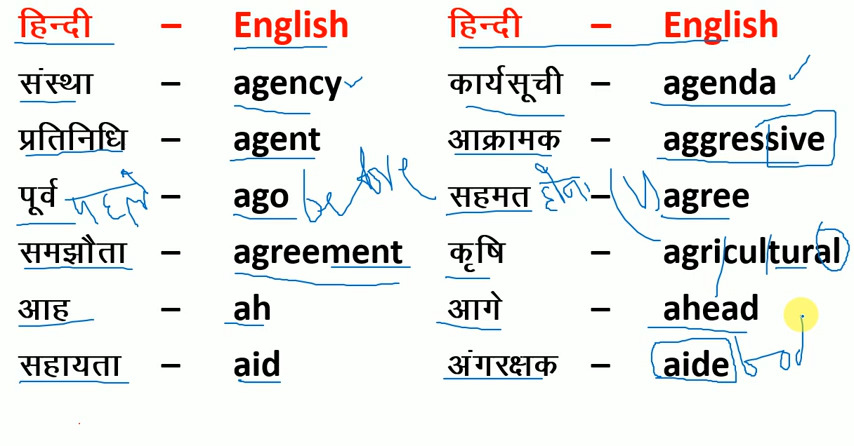 हिन्दी – English हिन्दी – English
संस्था – agency कार्यसूची – agenda
प्रतिनिधि – agent आक्रामक – aggressive
पूर्व पहले – ago before सहमत होना – (V) agree
समझौता – agreement कृषि – agricultural
आह – ah आगे – ahead
सहायता – aid अंगरक्षक – aide bod